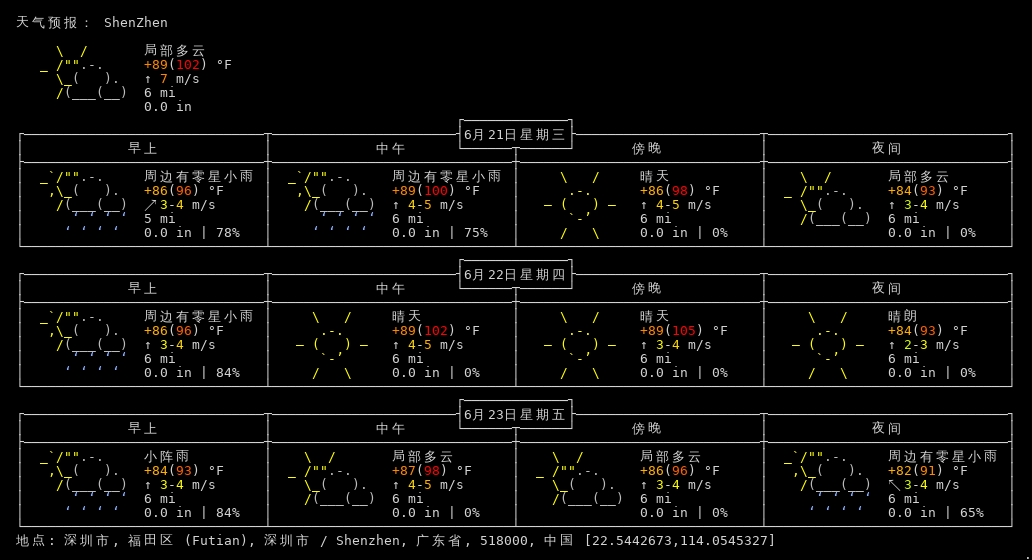 天气预报： ShenZhen
局部多云
+89(102) °F
↑ 7 m/s
6 mi
0.0 in
6月21日星期三
早上 中午 傍晚 夜间
周边有零星小雨 周边有零星小雨 晴天 局部多云
+86(96) °F +89(100) °F +86(98) °F +84(93) °F
↗ 3-4 m/s ↑ 4-5 m/s ↑ 4-5 m/s ↑ 3-4 m/s
5 mi 6 mi 6 mi 6 mi
0.0 in | 78% 0.0 in | 75% 0.0 in | 0% 0.0 in | 0%
6月22日星期四
早上 中午 傍晚 夜间
周边有零星小雨 晴天 晴天 晴朗
+86(96) °F +89(102) °F +89(105) °F +84(93) °F
↑ 3-4 m/s ↑ 4-5 m/s ↑ 3-4 m/s ↑ 2-3 m/s
6 mi 6 mi 6 mi 6 mi
0.0 in | 84% 0.0 in | 0% 0.0 in | 0% 0.0 in | 0%
6月23日星期五
早上 中午 傍晚 夜间
小阵雨 局部多云 局部多云 周边有零星小雨
+84(93) °F +87(98) °F +86(96) °F +82(91) °F
↑ 3-4 m/s ↑ 4-5 m/s ↑ 3-4 m/s ↖ 3-4 m/s
6 mi 6 mi 6 mi 6 mi
0.0 in | 84% 0.0 in | 0% 0.0 in | 0% 0.0 in | 65%
地点: 深圳市, 福田区 (Futian), 深圳市 / Shenzhen, 广东省, 518000, 中国 [22.5442673,114.0545327]